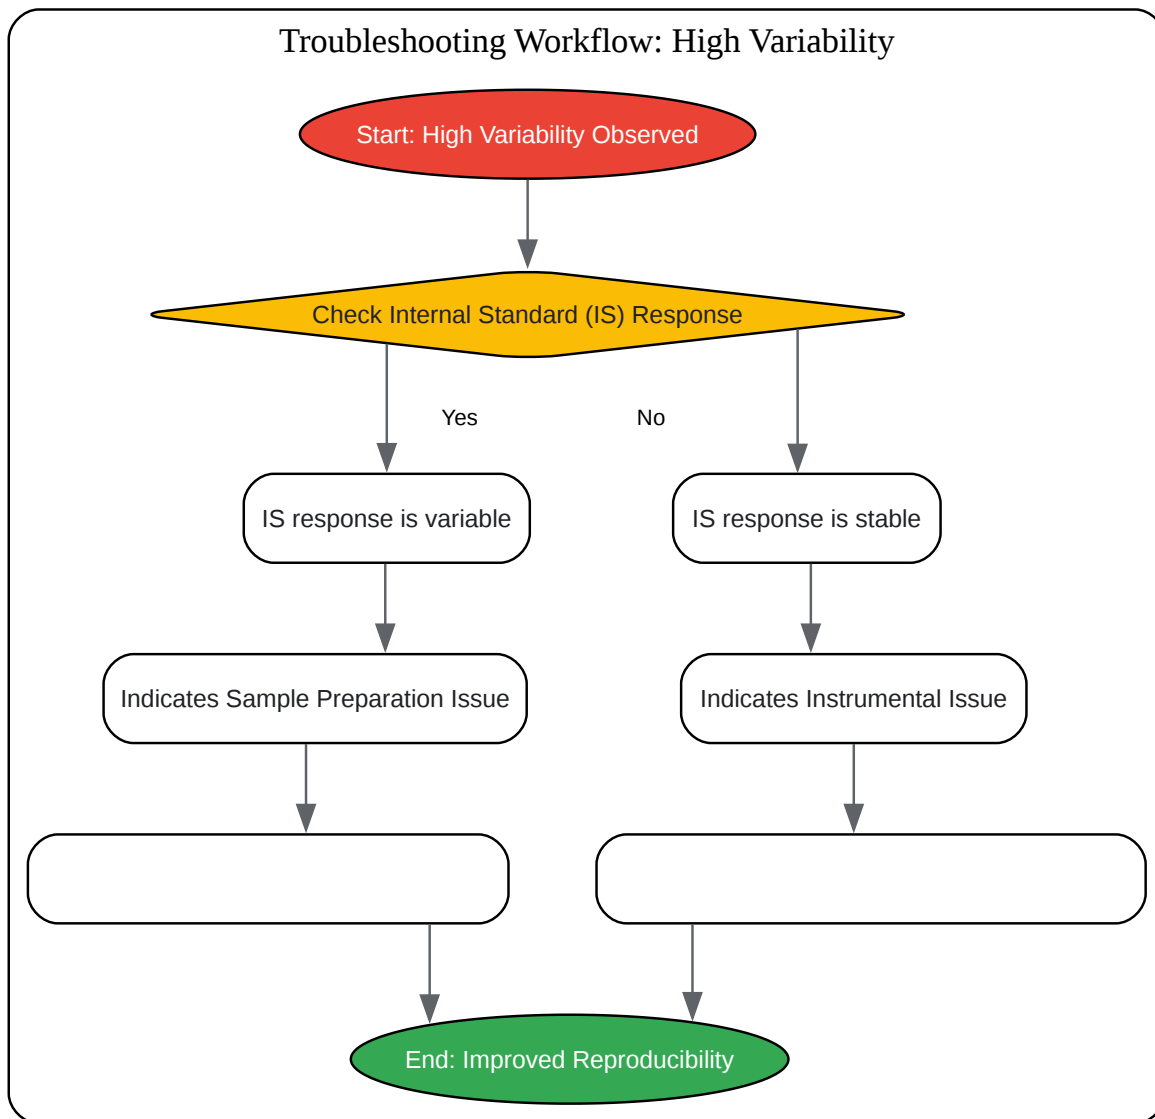 Troubleshooting Workflow: High Variability
Start: High Variability Observed
Check Internal Standard (IS) Response
Yes
No
IS response is variable
IS response is stable
Indicates Sample Preparation Issue
Indicates Instrumental Issue
End: Improved Reproducibility